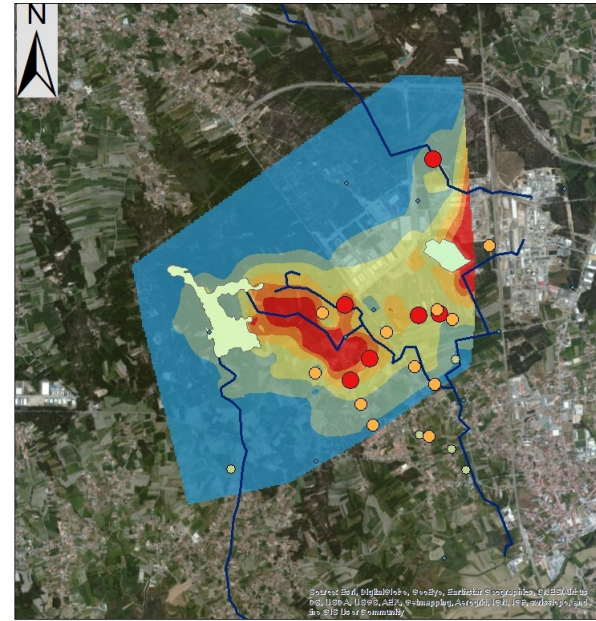 N
Source: Esri, DigitalGlobe, GeoEye, Earthstar Geographics, CNES/Airbus
DS, USDA, USGS, AEX, Getmapping, Aerogrid, IGN, IGP, swisstopo, and
the GIS User Community